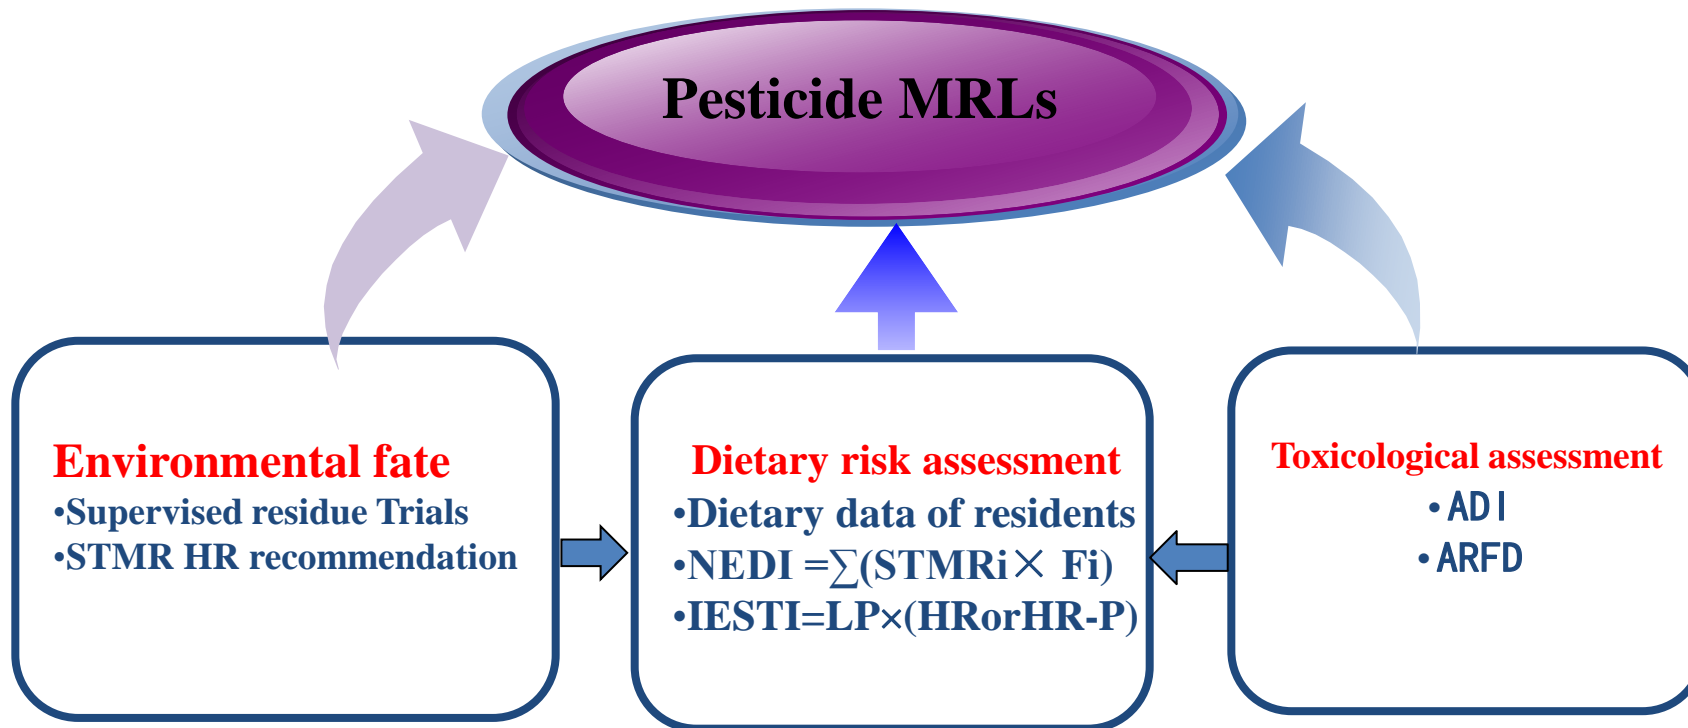 Pesticide MRLs
Environmental fate
•Supervised residue Trials
•STMR HR recommendation
Dietary risk assessment
•Dietary data of residents
•NEDI =∑(STMRi× Fi)
•IESTI=LP×(HRorHR-P)
Toxicological assessment
•ADI
•ARFD